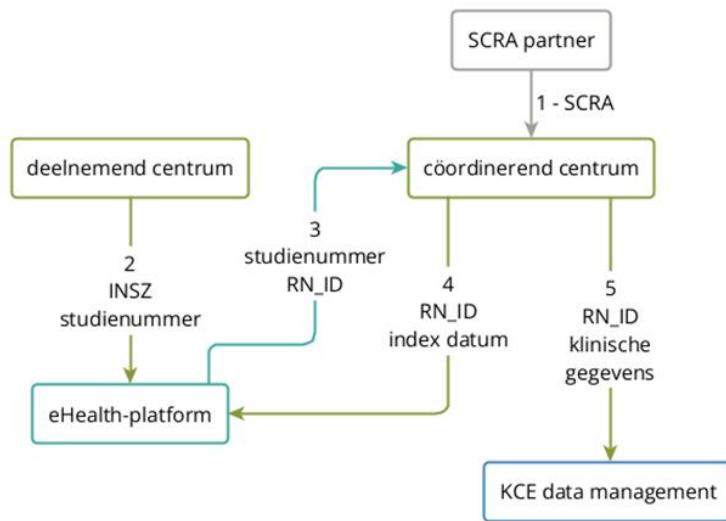 SCRA partner
1 - SCRA
deelnemend centrum
cöordinerend centrum
2
INSZ
studienummer
3
studienummer
RN_ID
4
RN_ID
index datum
5
RN_ID
klinische
gegevens
eHealth-platform
KCE data management